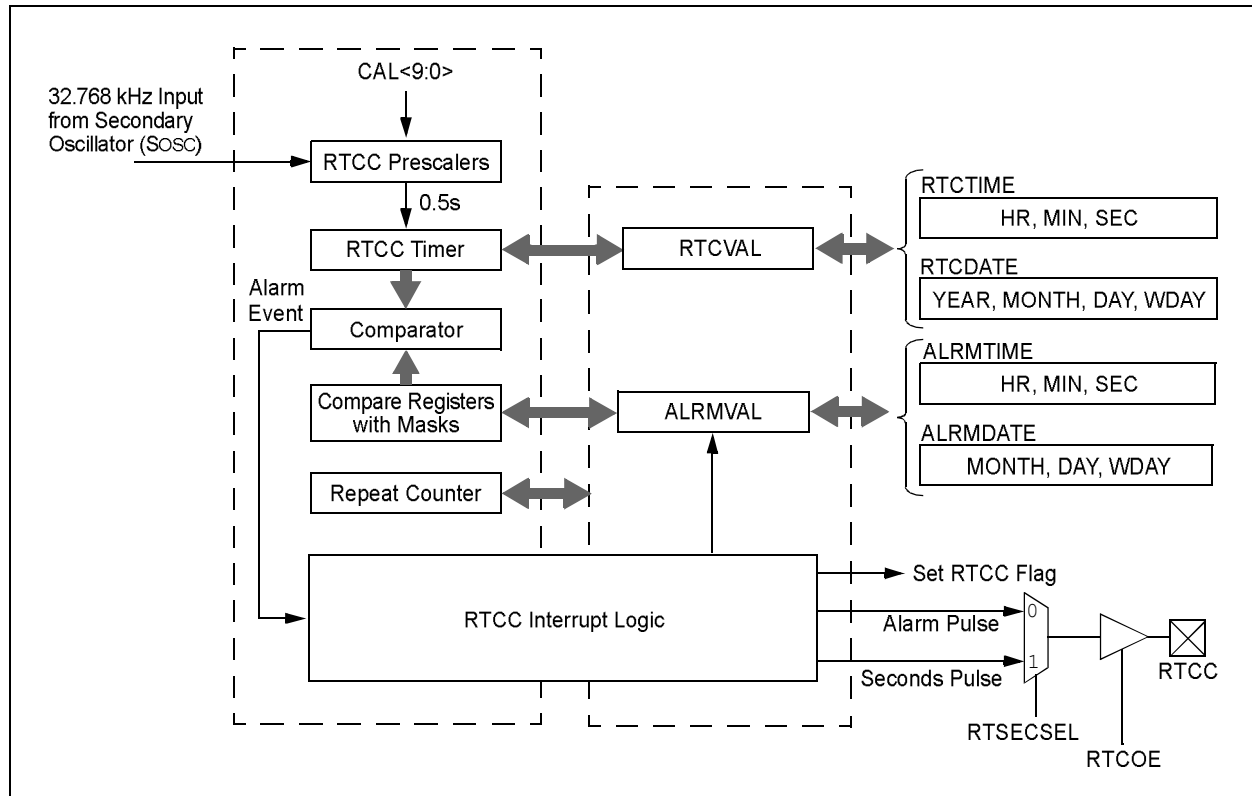 CAL<9:0>
32.768 kHz Input
from Secondary
Oscillator (SOSC)
RTCC Prescalers
0.5s
RTCC Timer
RTCVAL
RTCTIME
HR, MIN, SEC
RTCDATE
YEAR, MONTH, DAY, WDAY
Alarm
Event
Comparator
Compare Registers
with Masks
ALRMVAL
ALRMTIME
HR, MIN, SEC
ALRMDATE
MONTH, DAY, WDAY
Repeat Counter
RTCC Interrupt Logic
Set RTCC Flag
Alarm Pulse
0
Seconds Pulse
1
RTCC
RTSECSEL
RTCOE